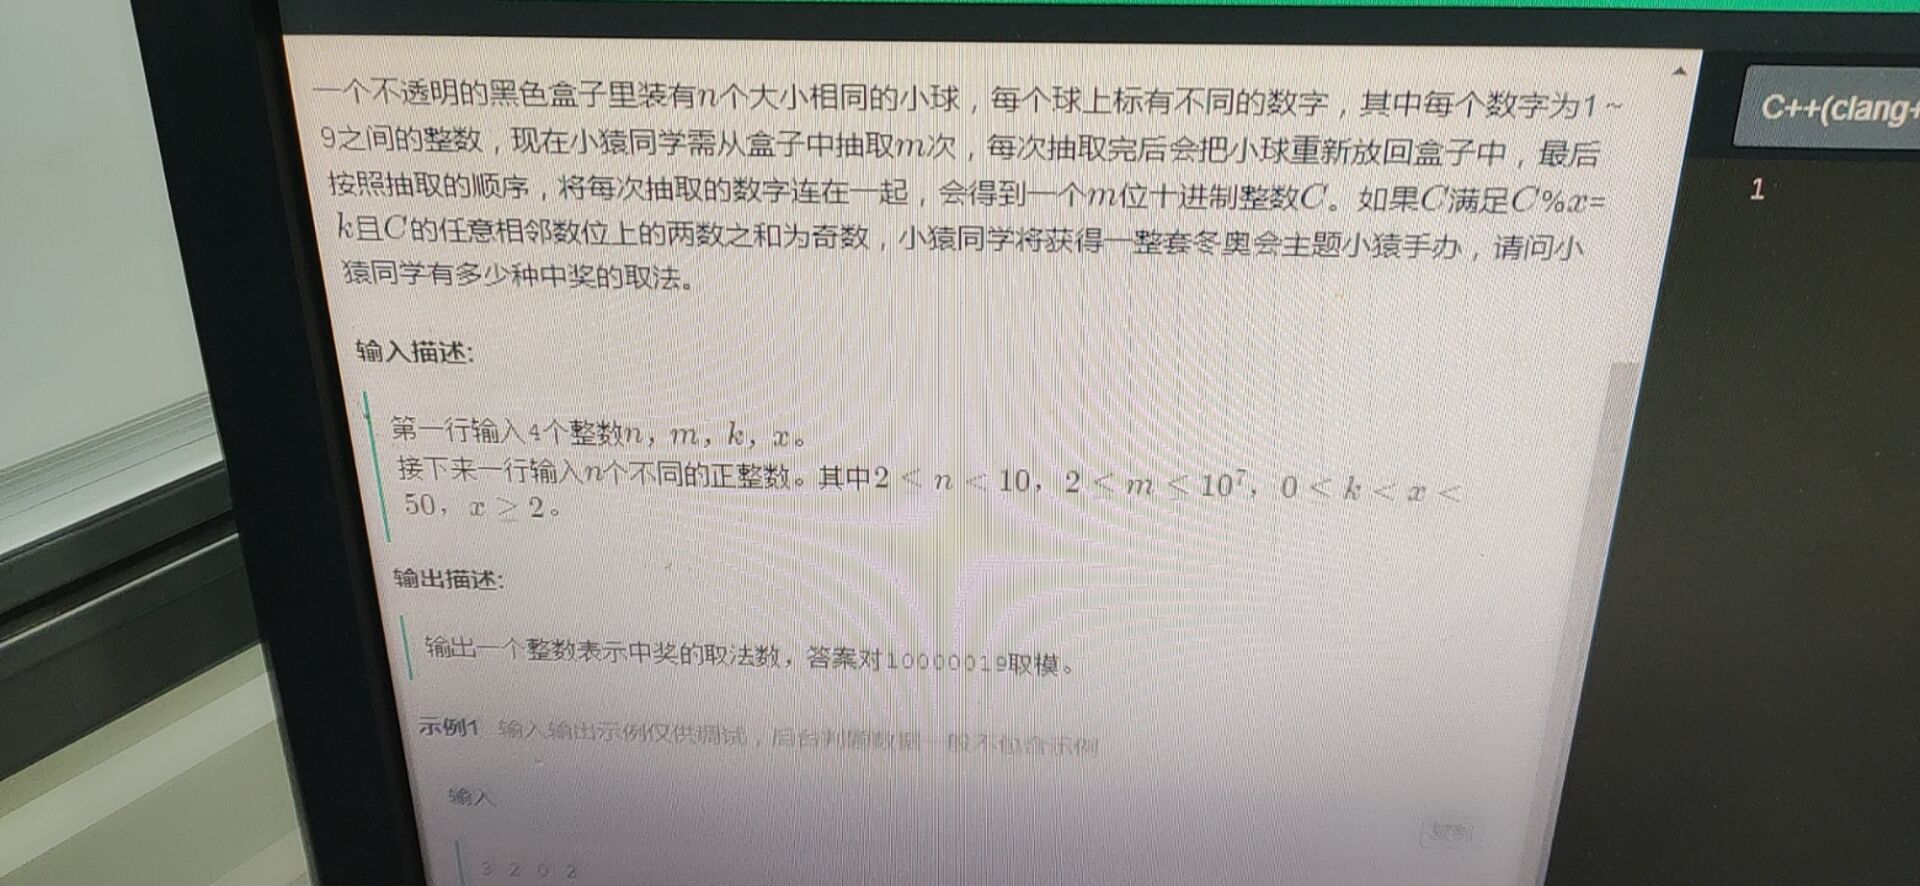 一个不透明的黑色盒子里装有n个大小相同的小球，每个球上标有不同的数字，其中每个数字为1~
9之间的整数，现在小猿同学需从盒子中抽取m次，每次抽取完后会把小球重新放回盒子中，最后
按照抽取的顺序，将每次抽取的数字连在一起，会得到一个m位十进制整数C。如果C满足C%x=
k且C的任意相邻数位上的两数之和为奇数，小猿同学将获得一整套冬奥会主题小猿手办，请问小
猿同学有多少种中奖的取法。
输入描述:
第一行输入4个整数n，m，k，x。
接下来一行输入n个不同的正整数。其中2 < n < 10，2 < m ≤ 10⁷，0 < k < x <
50，x ≥ 2。
输出描述:
输出一个整数表示中奖的取法数，答案对10000019取模。
示例1 输入输出示例仅供调试，后台判题数据一般不包含示例
输入
复制
3 2 0 2
C++(clang+
1